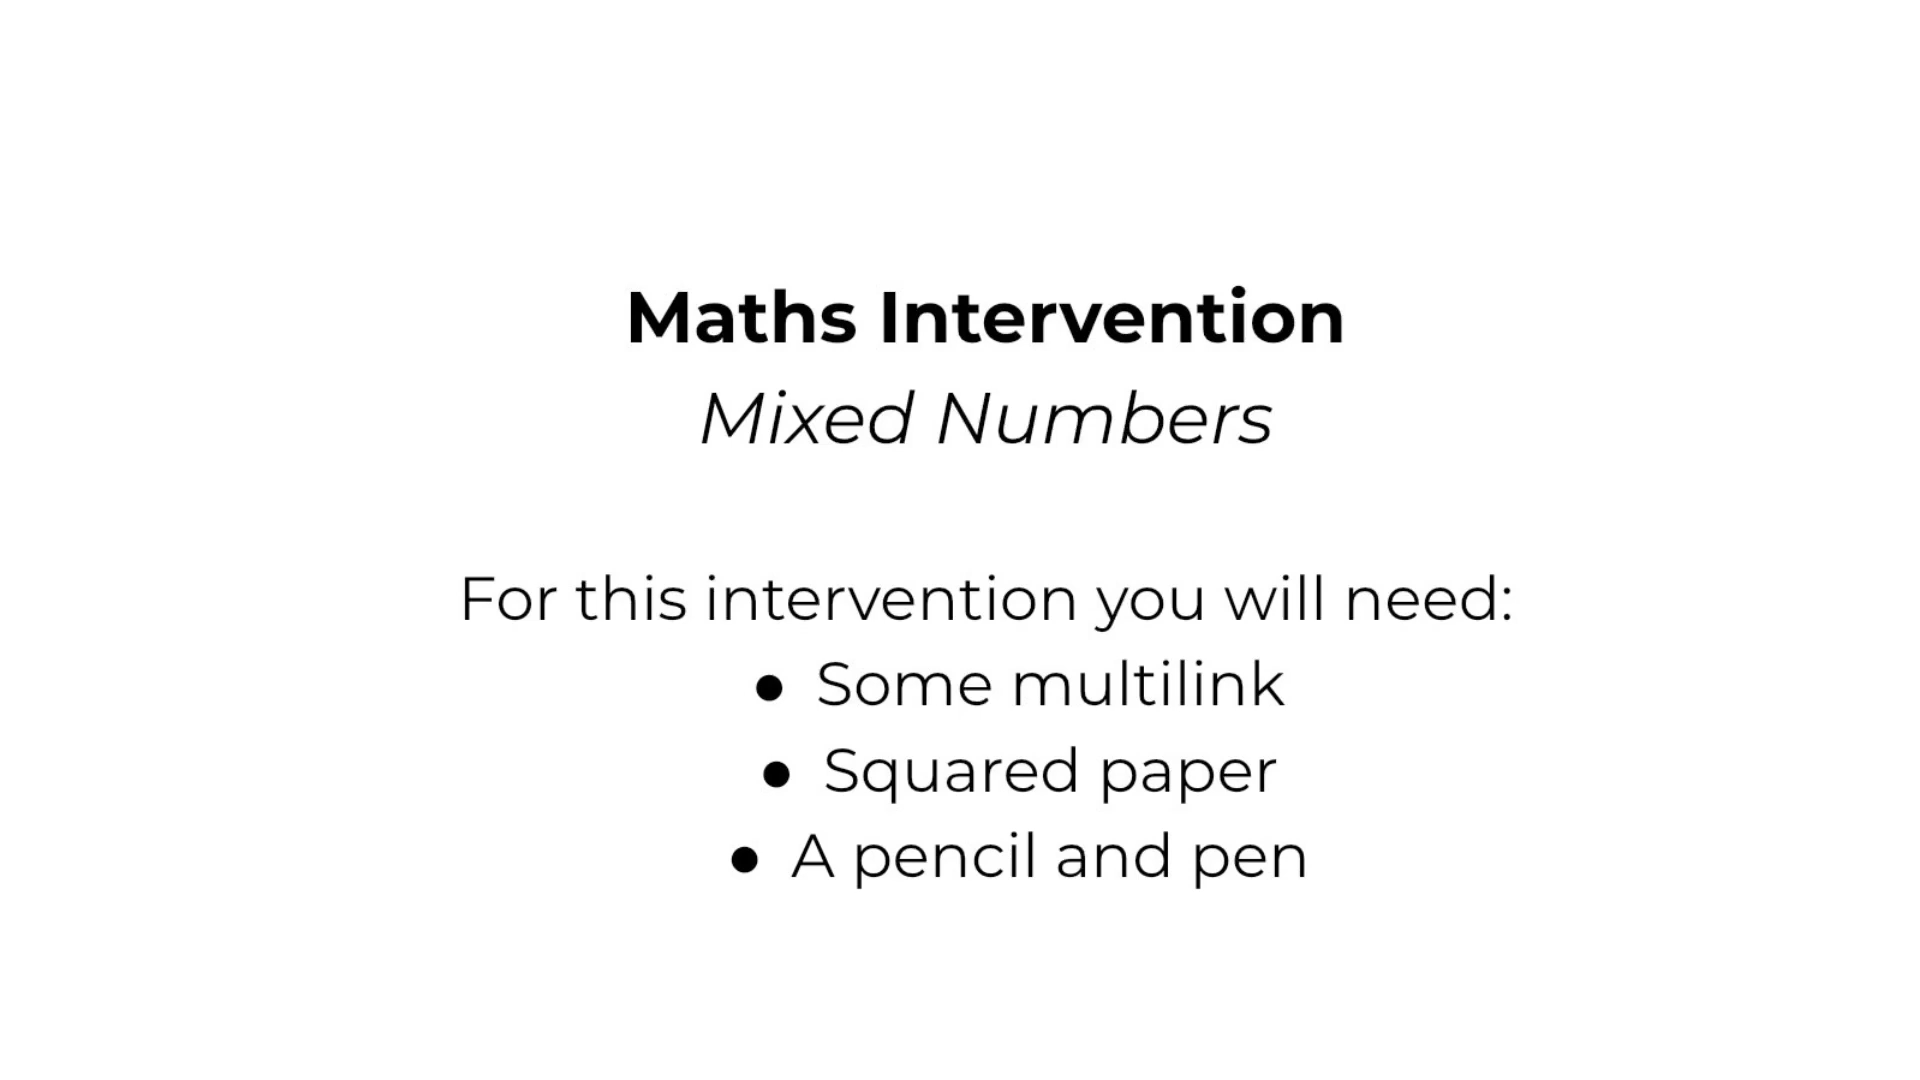 Maths Intervention
Mixed Numbers
For this intervention you will need:
● Some multilink
● Squared paper
● A pencil and pen